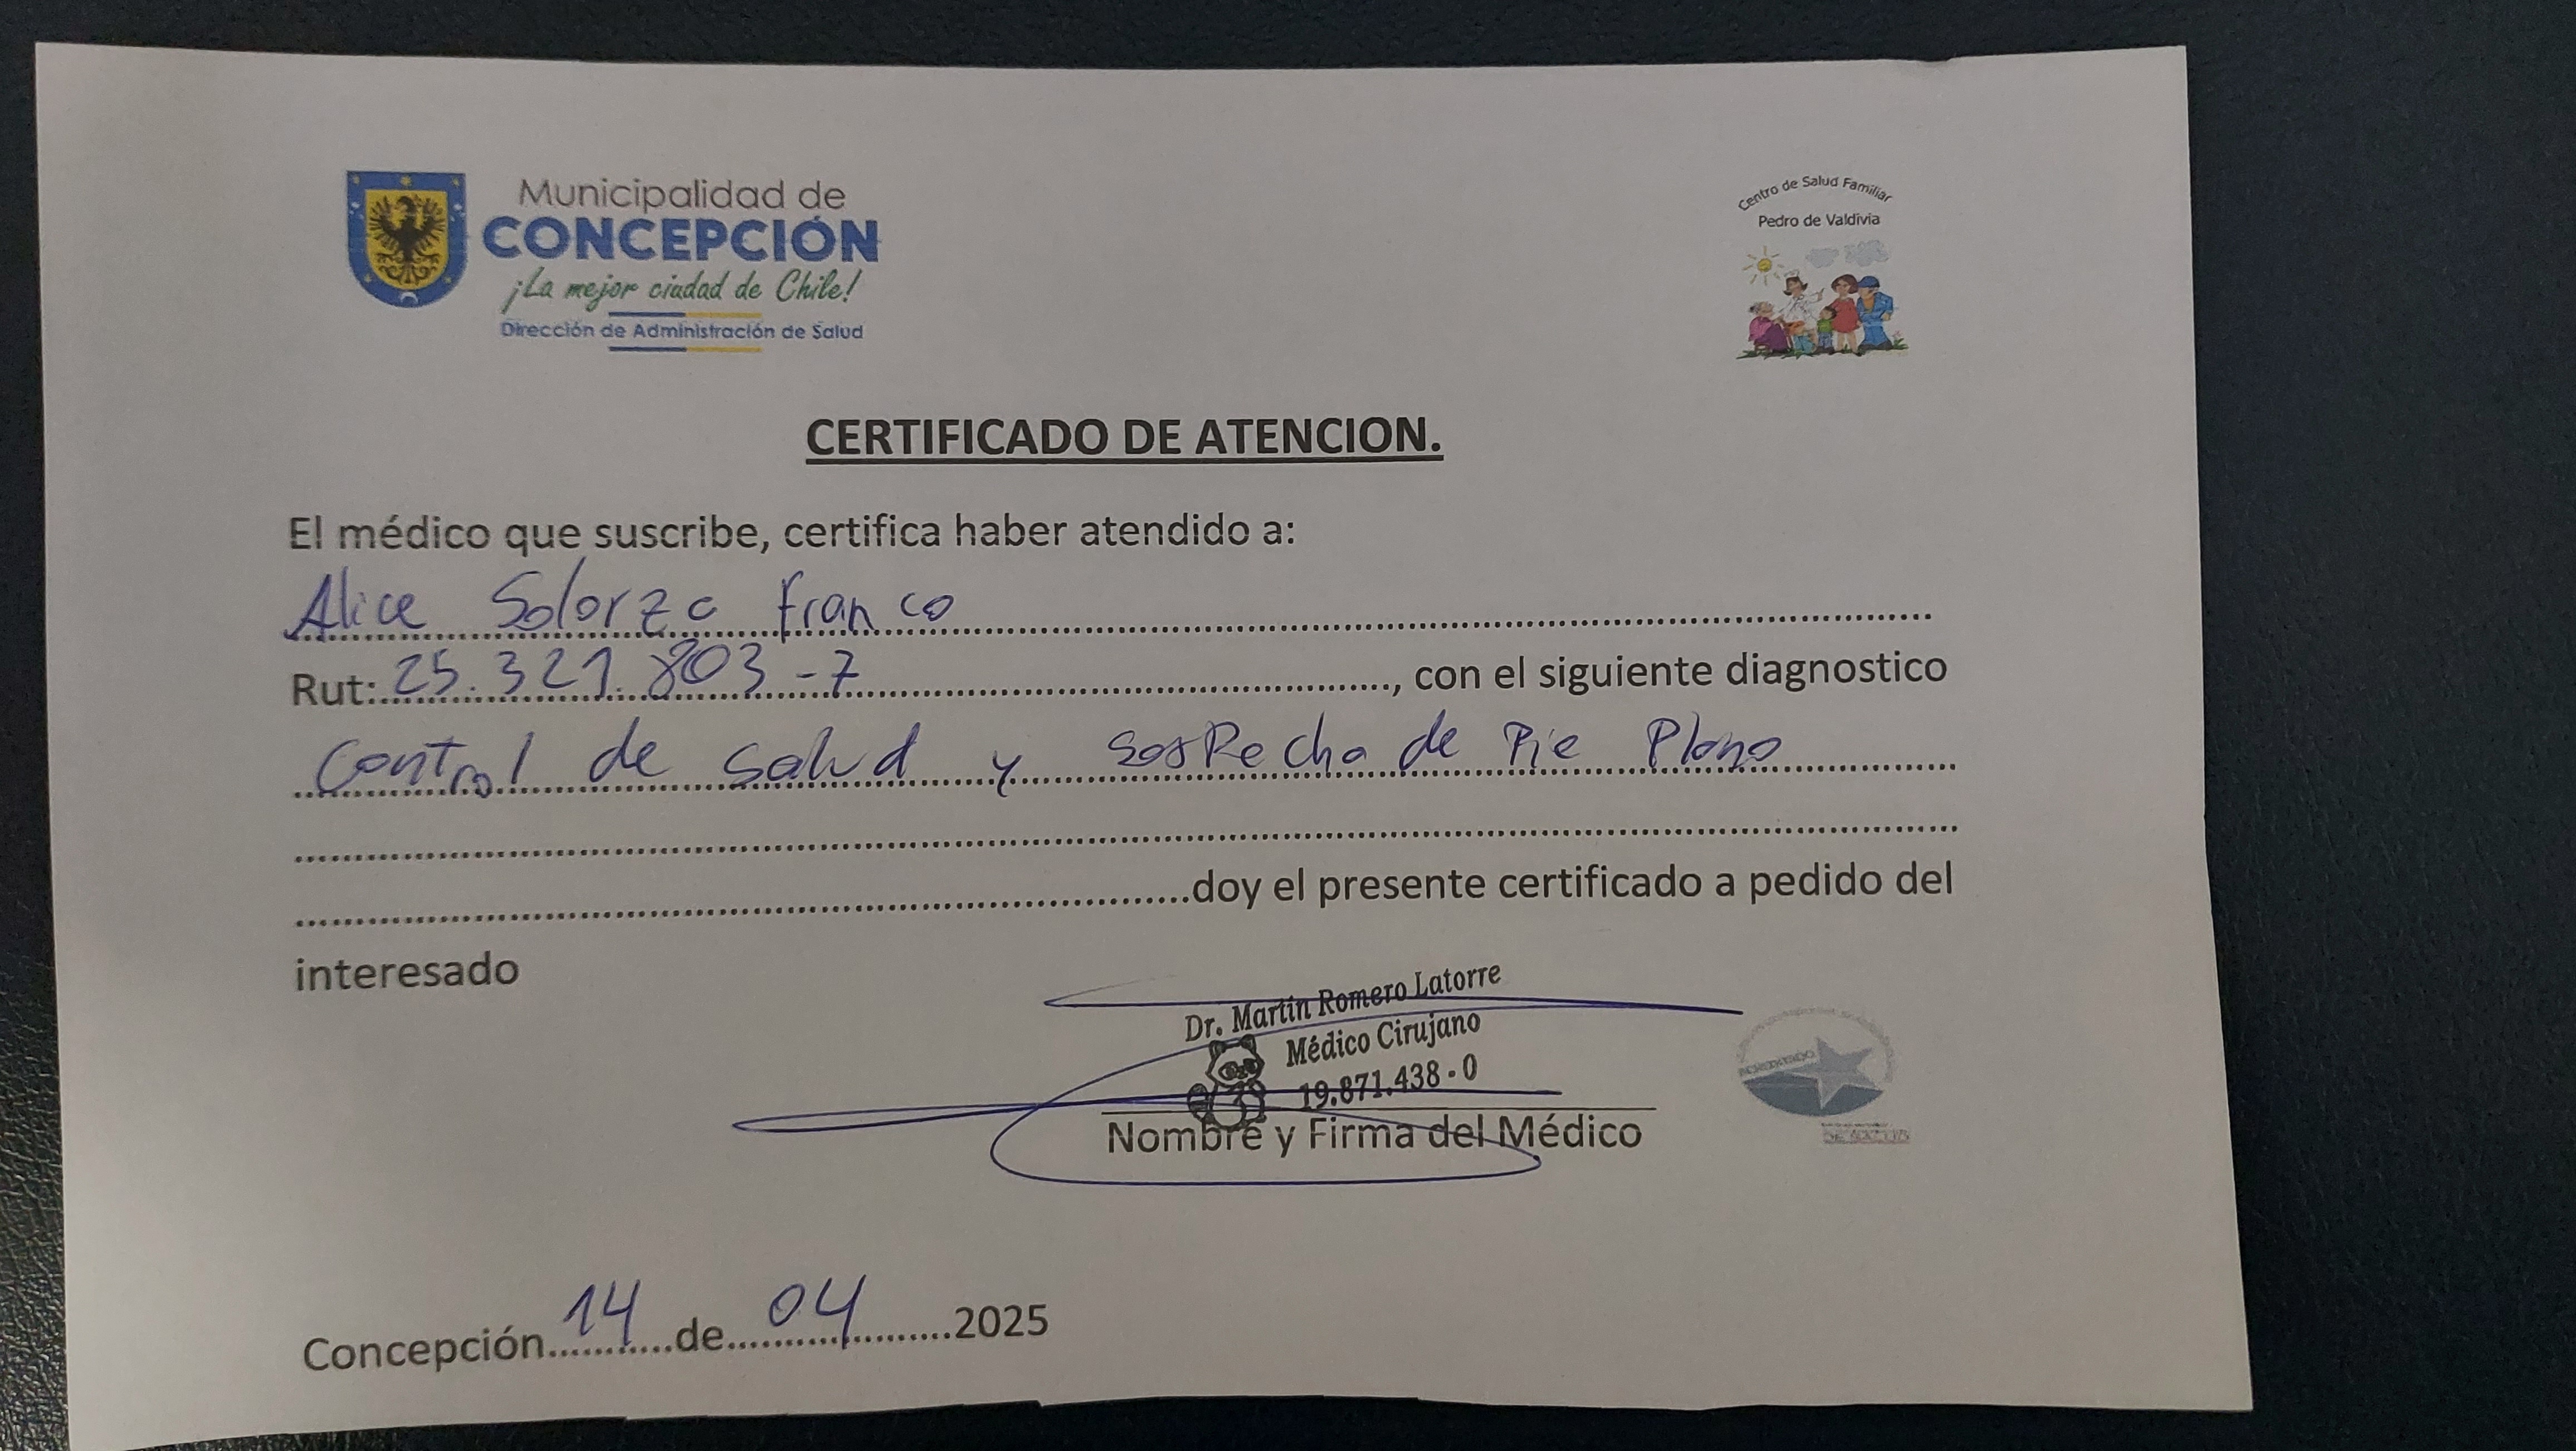 Municipalidad de
CONCEPCIÓN
¡La mejor ciudad de Chile!
Dirección de Administración de Salud
Centro de Salud Familiar
Pedro de Valdivia
CERTIFICADO DE ATENCION.
El médico que suscribe, certifica haber atendido a:
Alice Solorza Franco
Rut: 25.321.803-7, con el siguiente diagnostico
Control de salud y sospecha de Pie Plano
doy el presente certificado a pedido del
interesado
Dr. Martín Romero Latorre
Médico Cirujano
19.871.438-0
Nombre y Firma del Médico
ACREDITADO
Concepción 14 de 04 2025